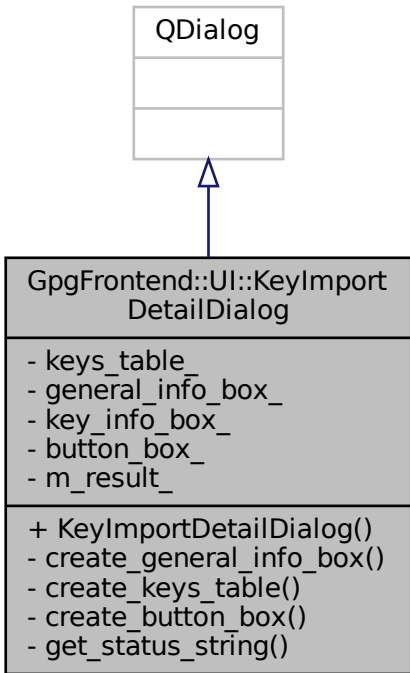 QDialog
GpgFrontend::UI::KeyImport
DetailDialog
- keys_table_
- general_info_box_
- key_info_box_
- button_box_
- m_result_
+ KeyImportDetailDialog()
- create_general_info_box()
- create_keys_table()
- create_button_box()
- get_status_string()